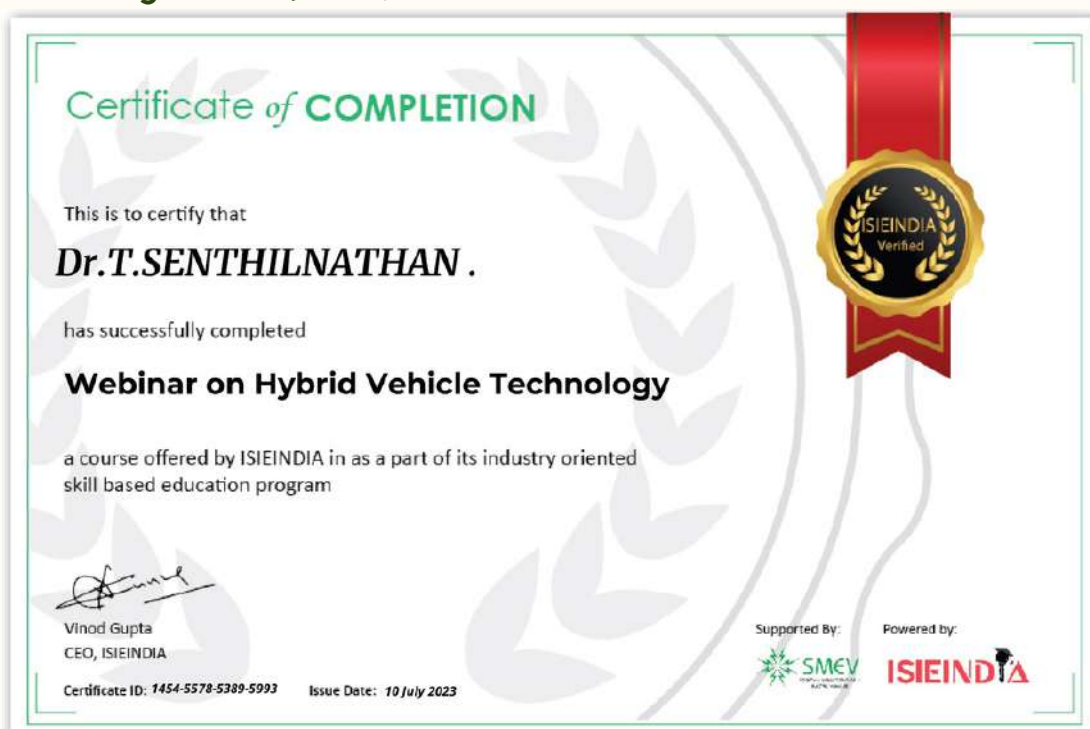 Certificate of COMPLETION
This is to certify that
Dr.T.SENTHILNATHAN .
has successfully completed
Webinar on Hybrid Vehicle Technology
a course offered by ISIEINDIA in as a part of its industry oriented
skill based education program
ISIEINDIA
Verified
Vinod Gupta
CEO, ISIEINDIA
Certificate ID: 1454-5578-5389-5993 Issue Date: 10 July 2023
Supported By: Powered by:
SMEV ISIEINDIA